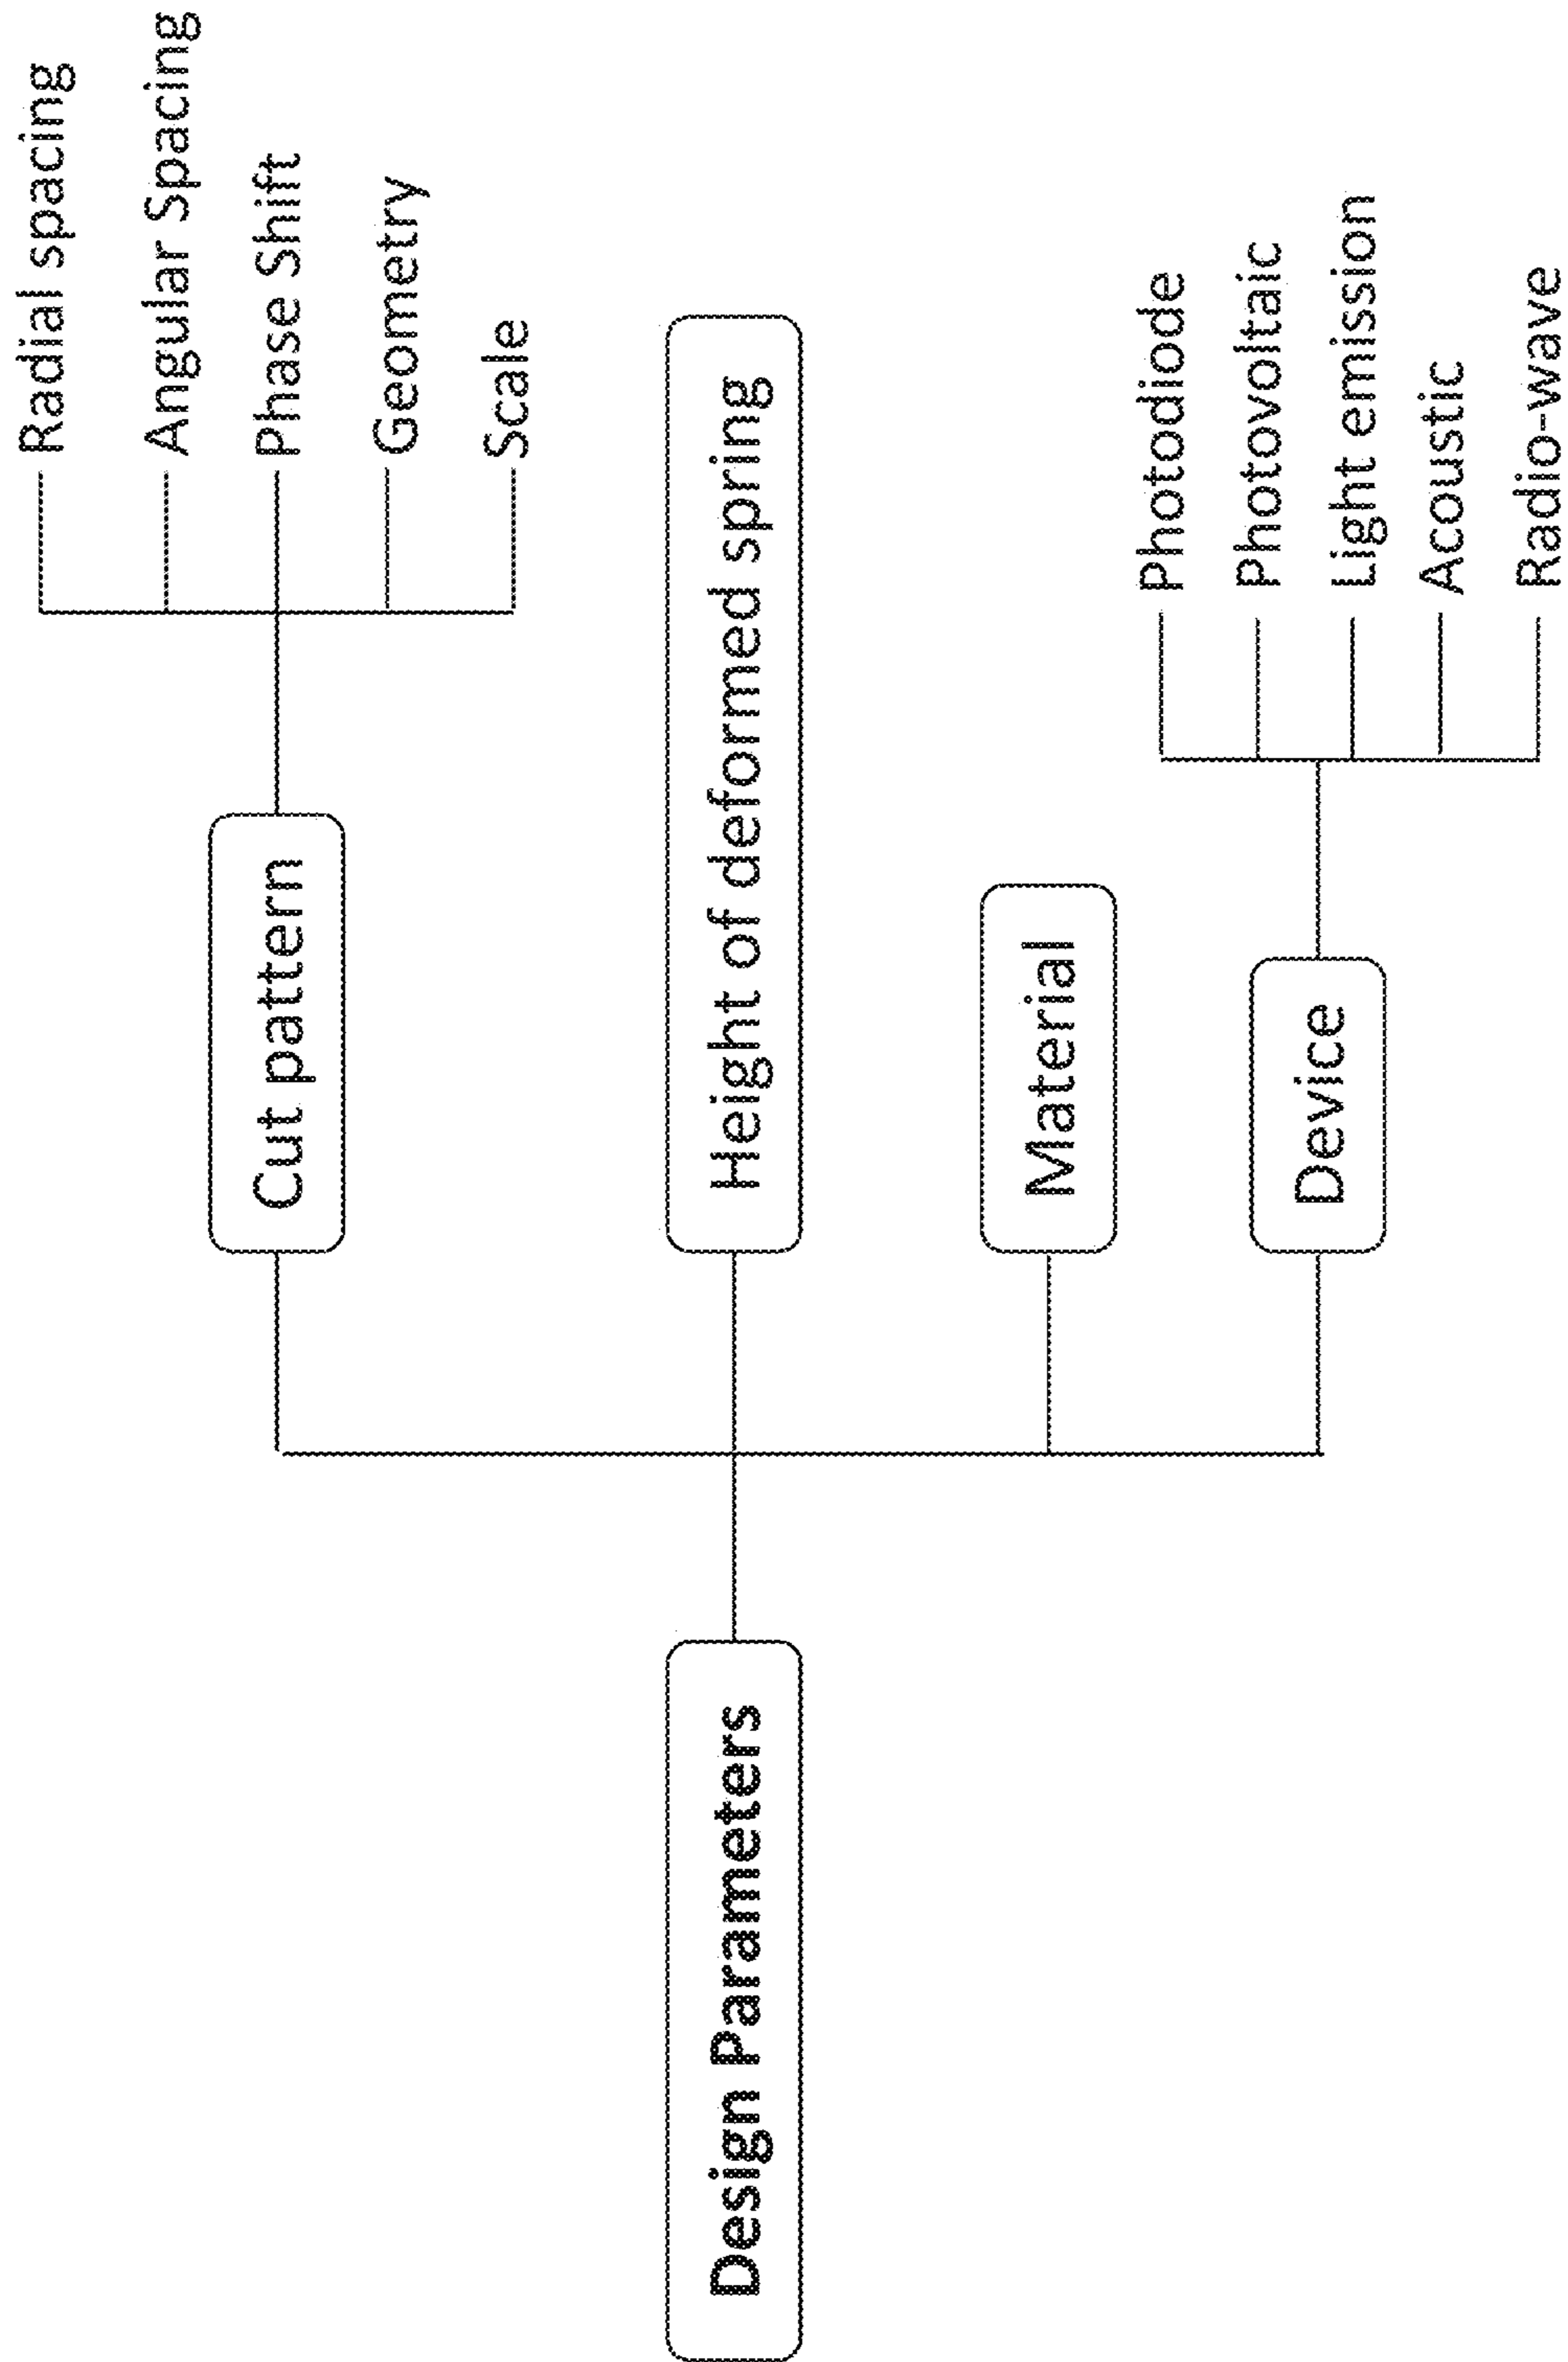 Design Parameters
Cut pattern
Radial spacing
Angular Spacing
Phase Shift
Geometry
Scale
Height of deformed spring
Material
Device
Photodiode
Photovoltaic
Light emission
Acoustic
Radio-wave